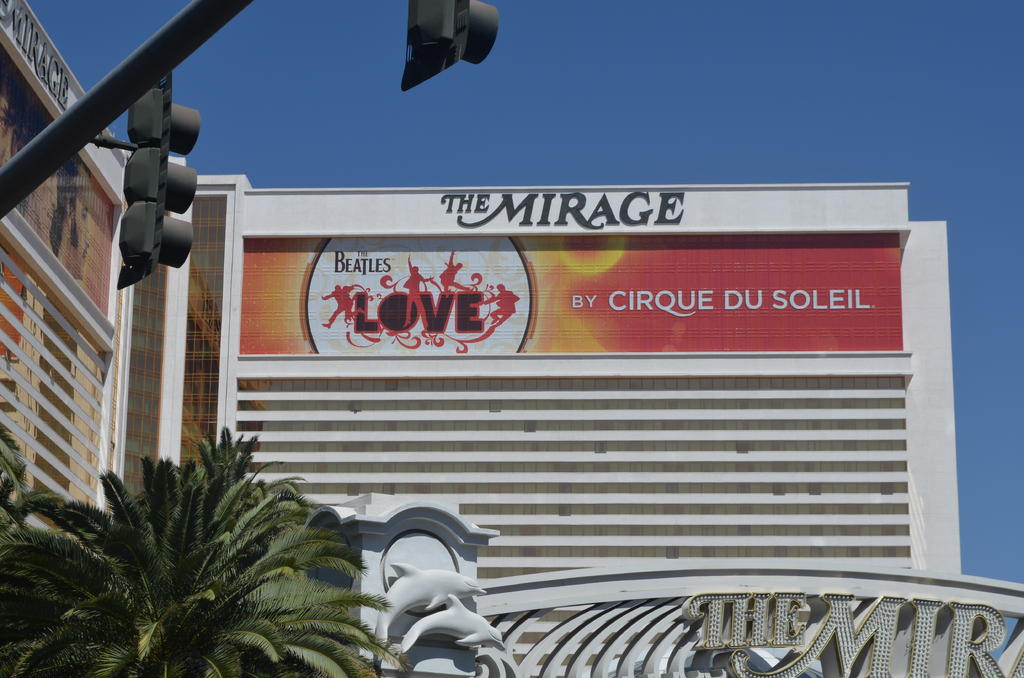 MIRAGE
THE MIRAGE
THE
BEATLES
LOVE
BY CIRQUE DU SOLEIL
THE MIR